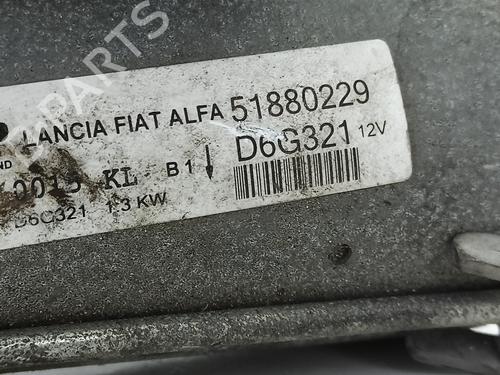 LANCIA FIAT ALFA 51880229
D6G321 12V
KL B1
D6G321 1.3 KW
PARTS